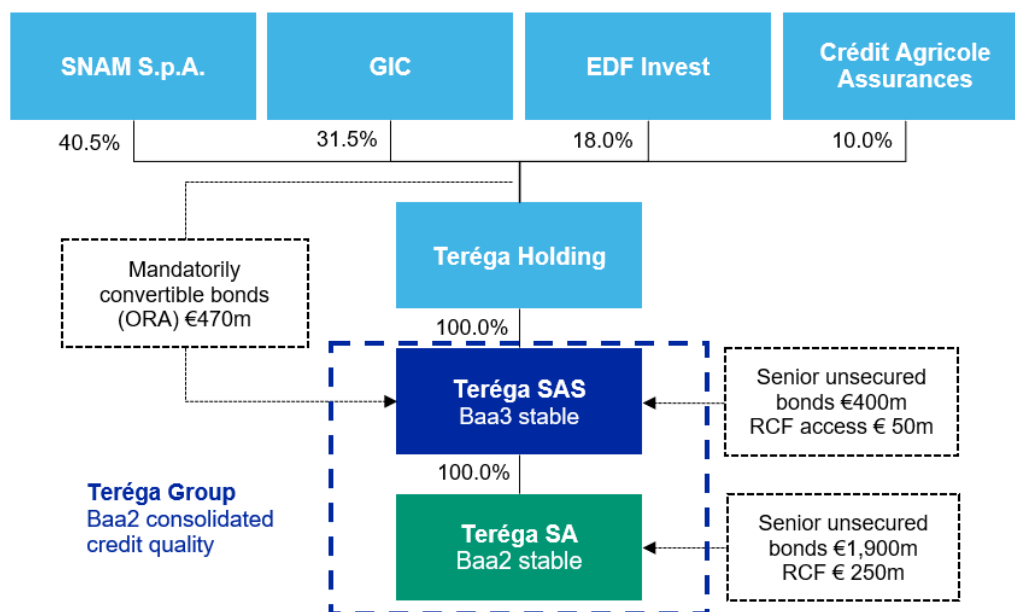 SNAM S.p.A.
GIC
EDF Invest
Crédit Agricole
Assurances
40.5%
31.5%
18.0%
10.0%
Teréga Holding
Mandatorily
convertible bonds
(ORA) €470m
100.0%
Teréga SAS
Baa3 stable
Senior unsecured
bonds €400m
RCF access € 50m
100.0%
Teréga Group
Baa2 consolidated
credit quality
Teréga SA
Baa2 stable
Senior unsecured
bonds €1,900m
RCF € 250m